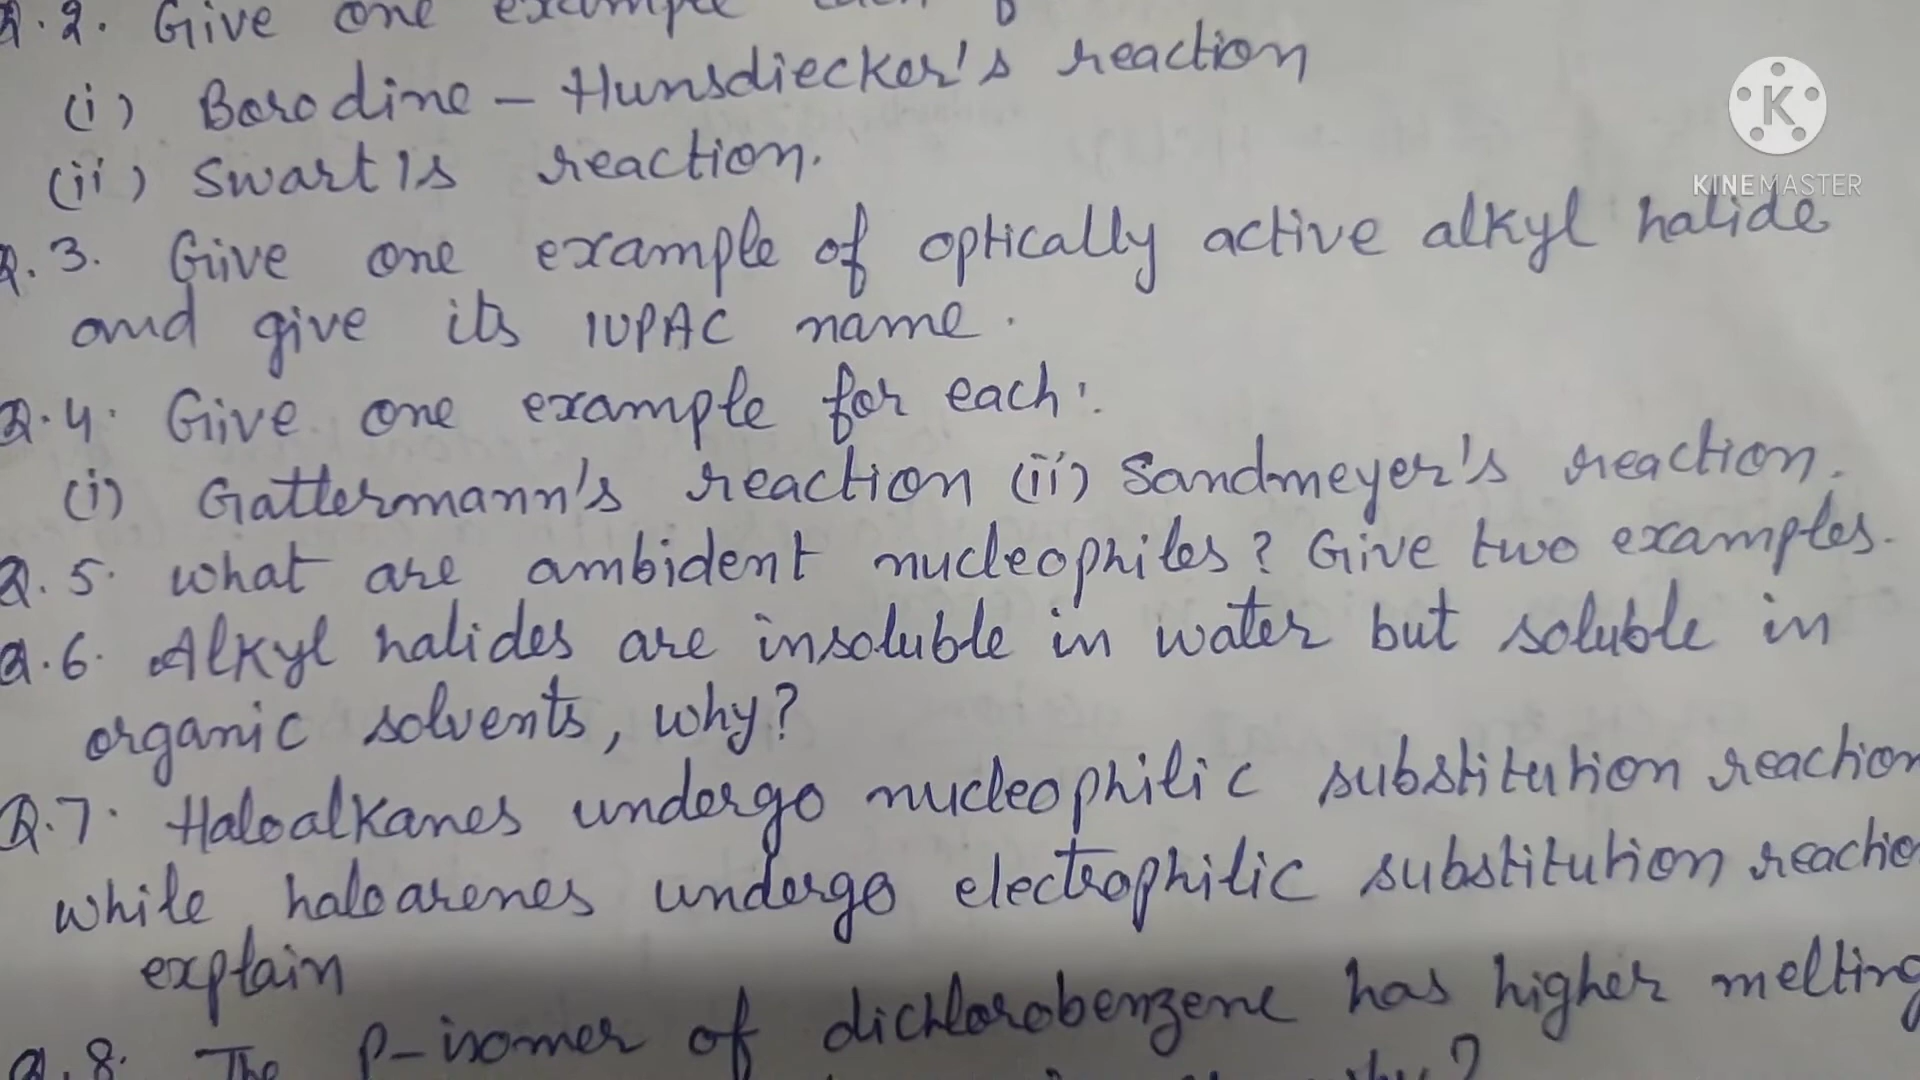 Q.2. Give one example each
(i) Borodine - Hunsdiecker's reaction
(ii) Swart's reaction.
KINEMASTER
Q.3. Give one example of optically active alkyl halide
and give its IUPAC name.
Q.4. Give one example for each:
(i) Gattermann's reaction (ii) Sandmeyer's reaction.
Q.5. What are ambident nucleophiles? Give two examples.
Q.6. Alkyl halides are insoluble in water but soluble in
organic solvents, why?
Q.7. Haloalkanes undergo nucleophilic substitution reaction
while haloarenes undergo electrophilic substitution reactio
explain
Q.8. The p-isomer of dichlorobenzene has higher melting